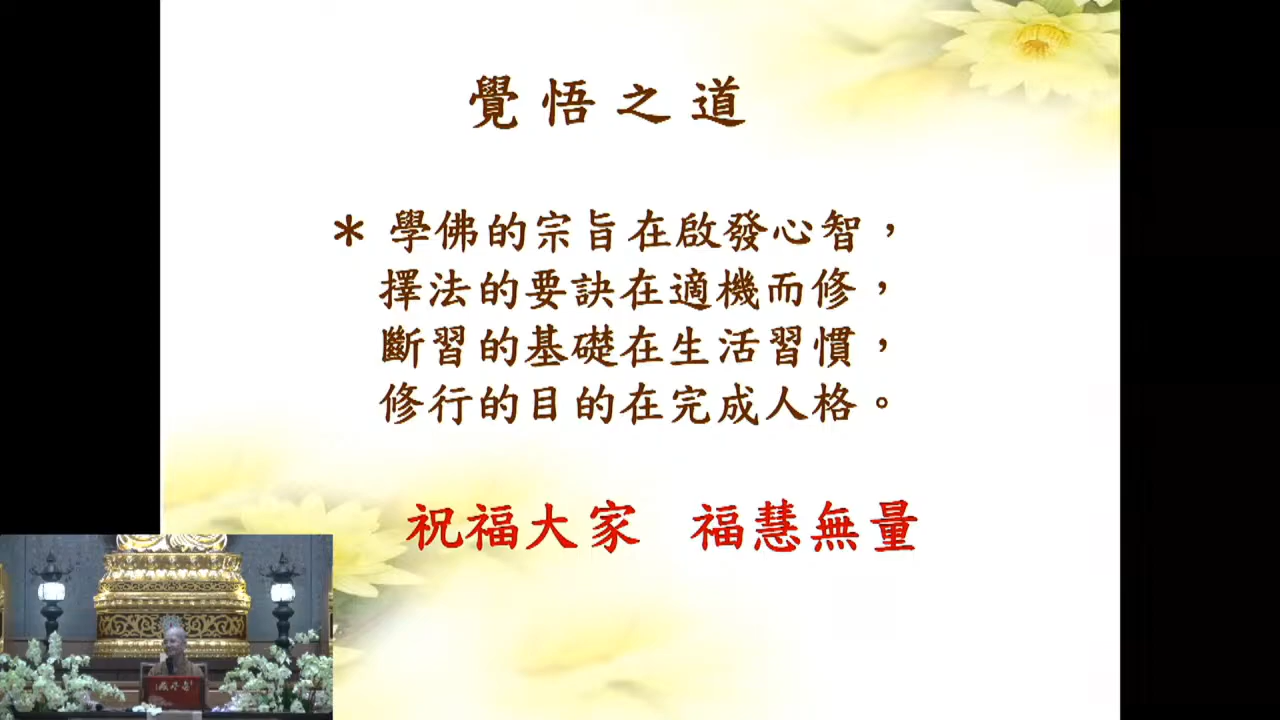 覺悟之道
＊ 學佛的宗旨在啟發心智，
擇法的要訣在適機而修，
斷習的基礎在生活習慣，
修行的目的在完成人格。
祝福大家 福慧無量